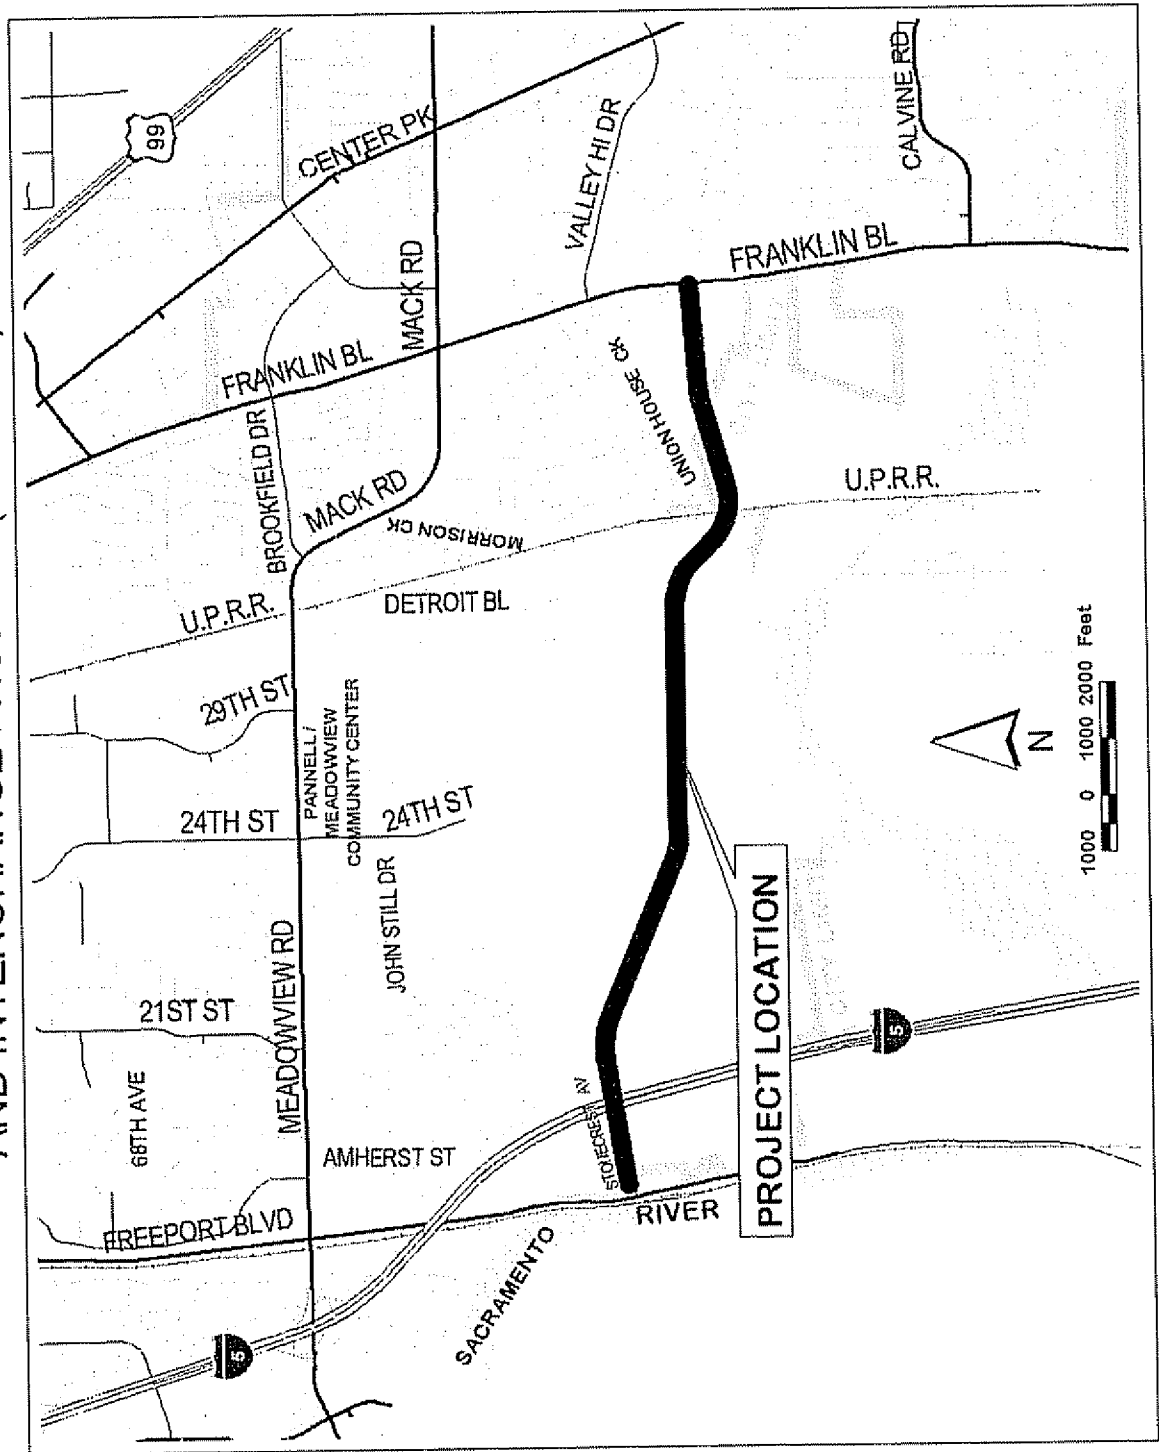 AND INTERCHANGE
99
CENTER PK
MACK RD
VALLEY HI DR
CALVINE RD
FRANKLIN BL
FRANKLIN BL
BROOKFIELD DR
MACK RD
UNION HOUSE CK
MORRISON CK
U.P.R.R.
U.P.R.R.
DETROIT BL
29TH ST
PANNELL /
MEADOWVIEW
COMMUNITY CENTER
24TH ST
24TH ST
JOHN STILL DR
MEADOWVIEW RD
21ST ST
68TH AVE
AMHERST ST
STONECREST AV
FREEPORT BLVD
SACRAMENTO
RIVER
5
5
PROJECT LOCATION
N
1000 0 1000 2000 Feet